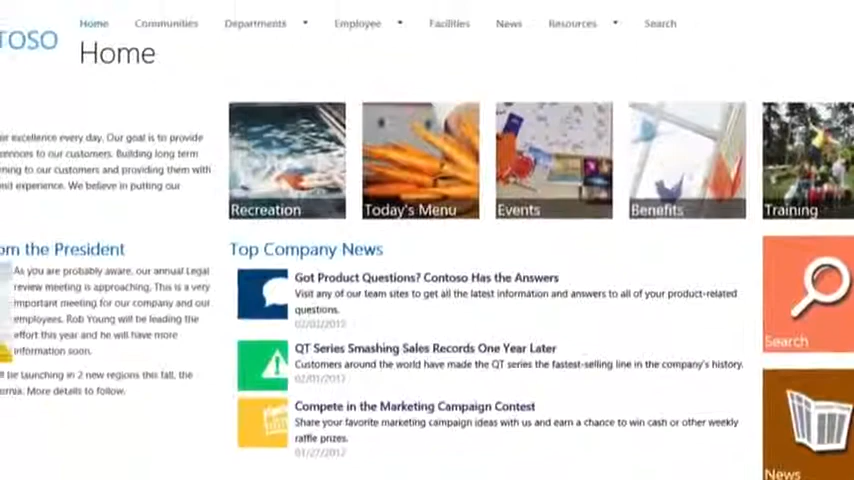 Home Communities Departments Employee Facilities News Resources Search
TOSO
Home
excellence every day. Our goal is to provide
to our customers. Building long term
to our customers and providing them with
experience. We believe in putting our
Recreation
Today's Menu
Events
Benefits
Training
the President
As you are probably aware, our annual Legal
review meeting is approaching. This is a very
important meeting for our company and our
employees. Rob Young will be leading the
effort this year and he will have more
information soon.
be launching in 2 new regions this fall, the
More details to follow.
Top Company News
Got Product Questions? Contoso Has the Answers
Visit any of our team sites to get all the latest information and answers to all of your product-related
questions.
02/02/2012
QT Series Smashing Sales Records One Year Later
Customers around the world have made the QT series the fastest-selling line in the company's history.
02/01/2012
Compete in the Marketing Campaign Contest
Share your favorite marketing campaign ideas with us and earn a chance to win cash or other weekly
raffle prizes.
01/27/2012
Search
News